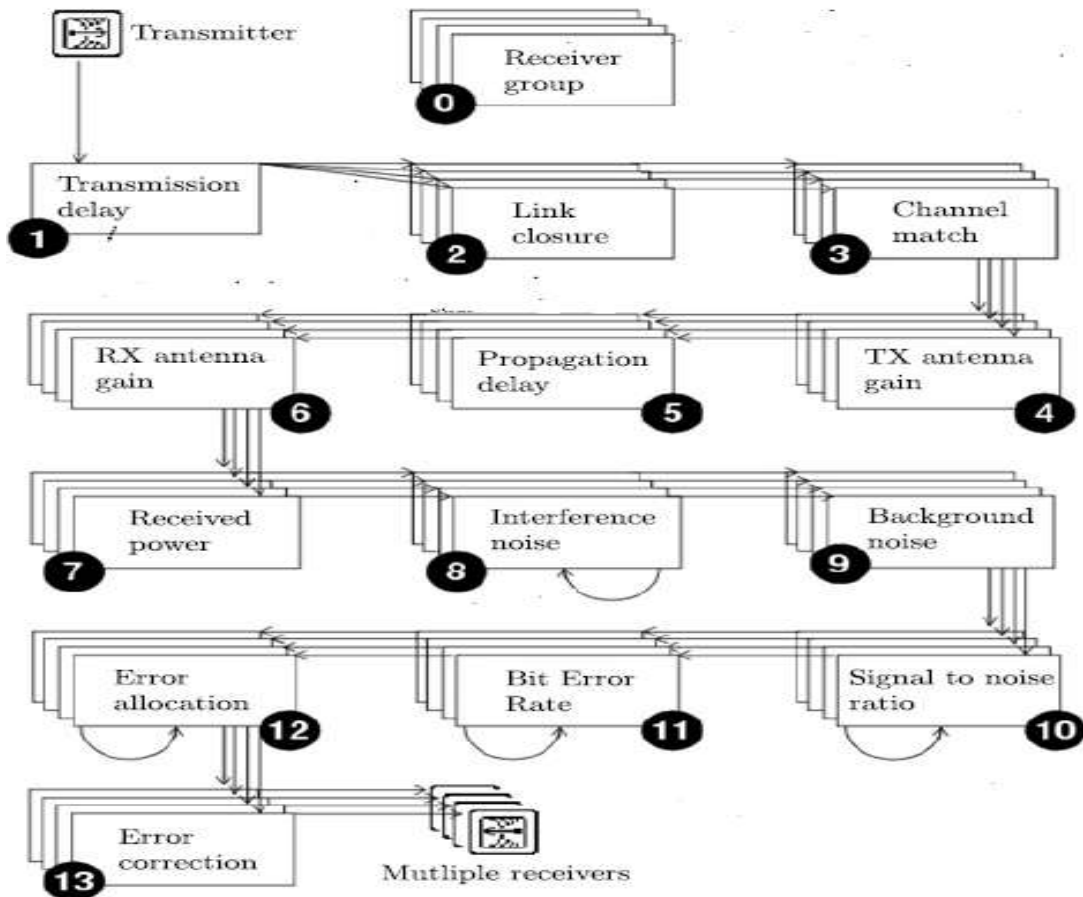 Transmitter
Receiver
group
0
Transmission
delay
1
Link
closure
2
Channel
match
3
RX antenna
gain
6
Propagation
delay
5
TX antenna
gain
4
Received
power
7
Interference
noise
8
Background
noise
9
Error
allocation
12
Bit Error
Rate
11
Signal to noise
ratio
10
Error
correction
13
Mutliple receivers